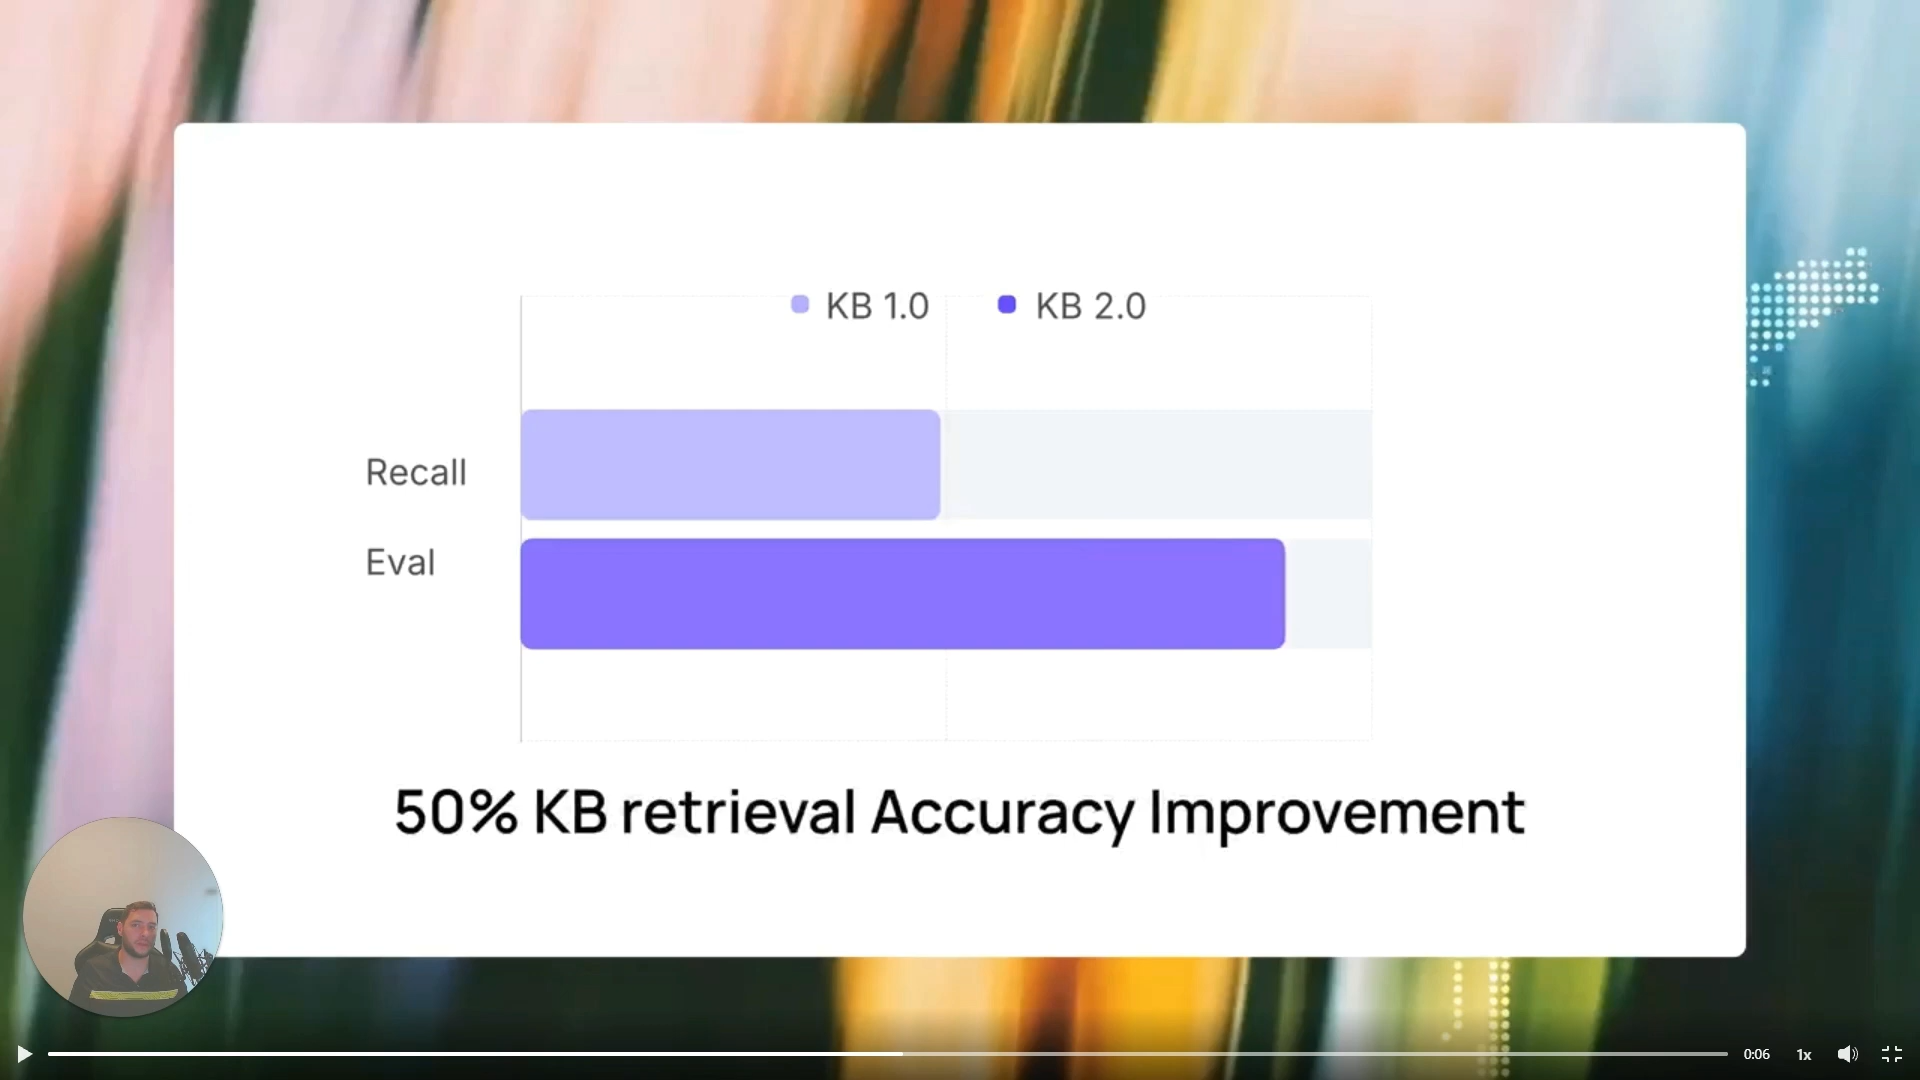 KB 1.0
KB 2.0
Recall
Eval
50% KB retrieval Accuracy Improvement
0:06
1x